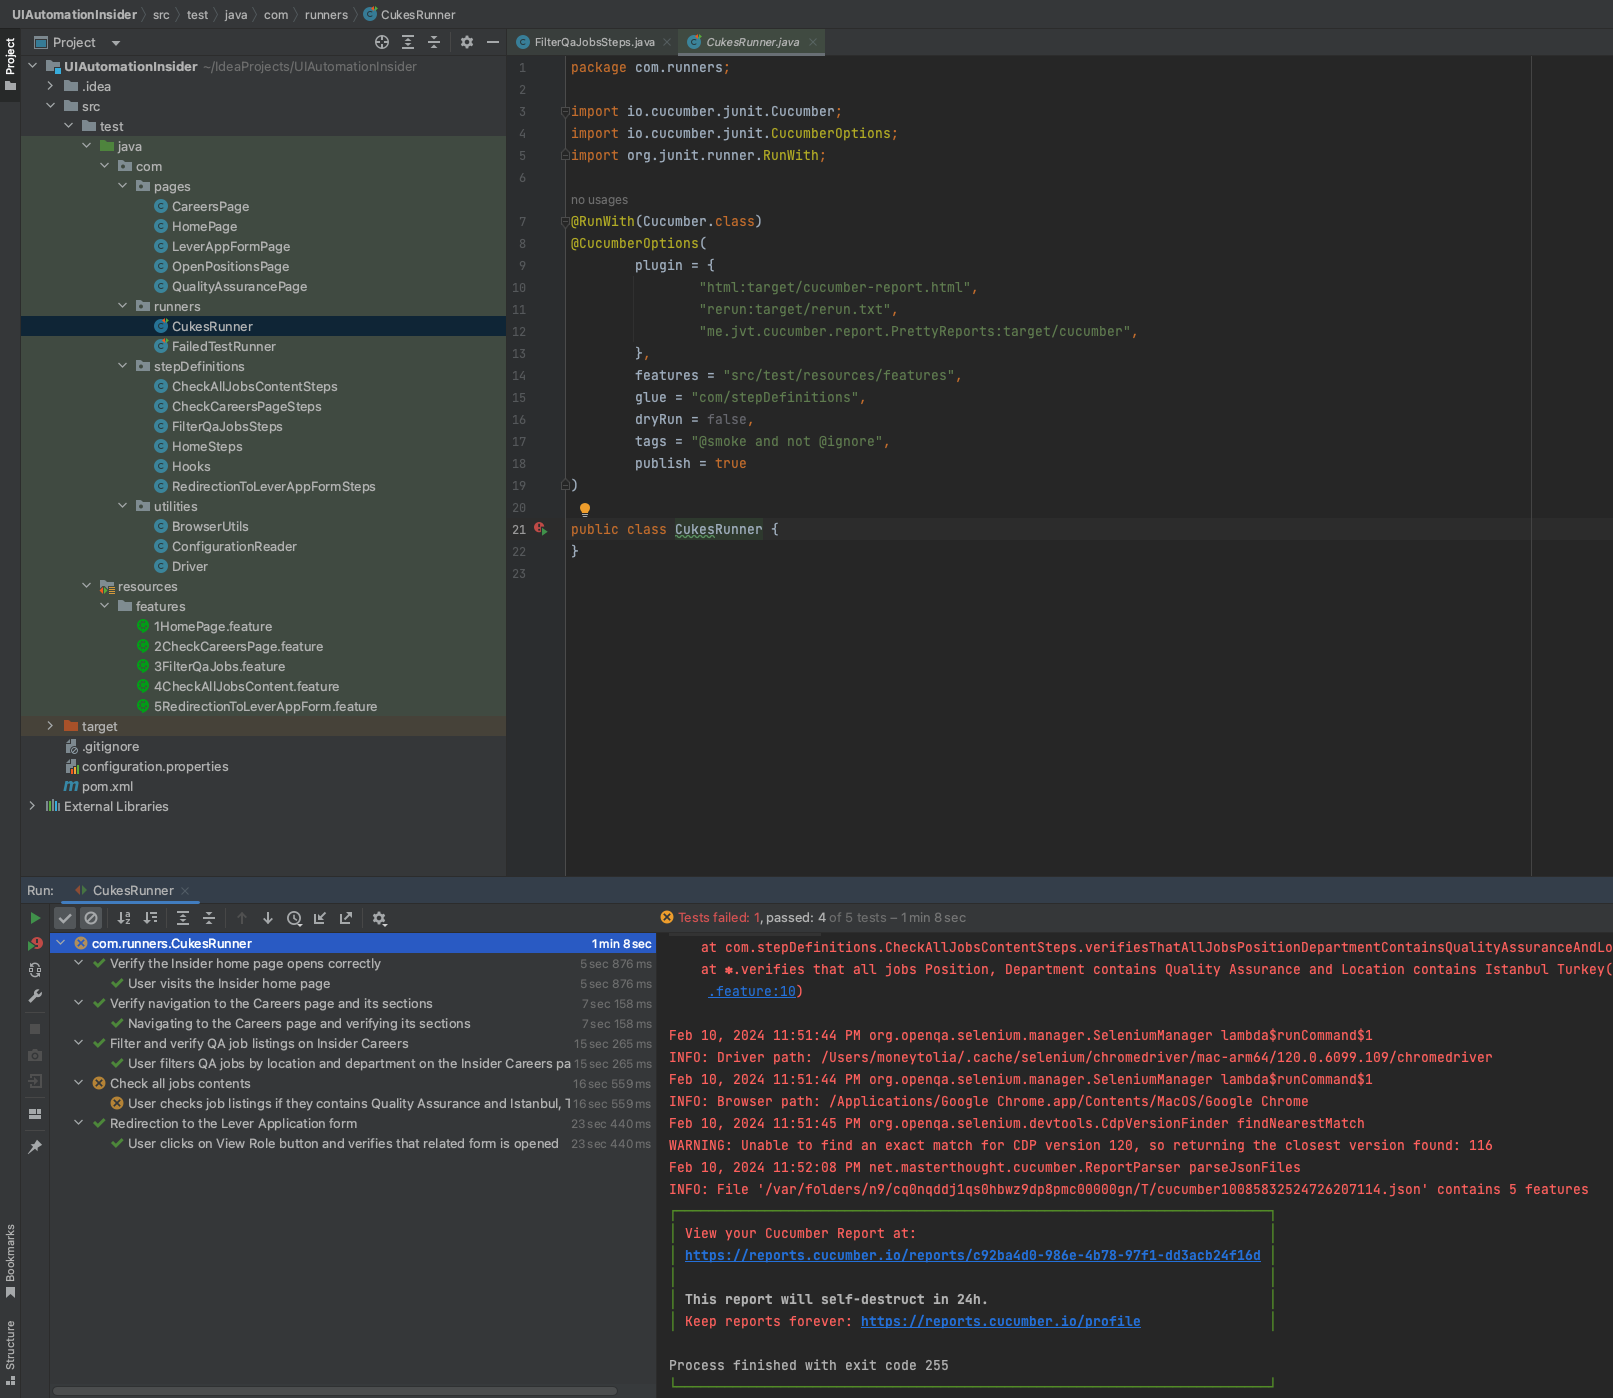 UIAutomationInsider src test java com runners CukesRunner
Project
Project
FilterQaJobsSteps.java
CukesRunner.java
UIAutomationInsider ~/IdeaProjects/UIAutomationInsider
.idea
src
test
java
com
pages
CareersPage
HomePage
LeverAppFormPage
OpenPositionsPage
QualityAssurancePage
runners
CukesRunner
FailedTestRunner
stepDefinitions
CheckAllJobsContentSteps
CheckCareersPageSteps
FilterQaJobsSteps
HomeSteps
Hooks
RedirectionToLeverAppFormSteps
utilities
BrowserUtils
ConfigurationReader
Driver
resources
features
1HomePage.feature
2CheckCareersPage.feature
3FilterQaJobs.feature
4CheckAllJobsContent.feature
5RedirectionToLeverAppForm.feature
target
.gitignore
configuration.properties
pom.xml
External Libraries
1 package com.runners;
2
3 import io.cucumber.junit.Cucumber;
4 import io.cucumber.junit.CucumberOptions;
5 import org.junit.runner.RunWith;
6
no usages
7 @RunWith(Cucumber.class)
8 @CucumberOptions(
9 plugin = {
10 "html:target/cucumber-report.html",
11 "rerun:target/rerun.txt",
12 "me.jvt.cucumber.report.PrettyReports:target/cucumber",
13 },
14 features = "src/test/resources/features",
15 glue = "com/stepDefinitions",
16 dryRun = false,
17 tags = "@smoke and not @ignore",
18 publish = true
19 )
20
21 public class CukesRunner {
22 }
23
Run: CukesRunner
Tests failed: 1, passed: 4 of 5 tests – 1 min 8 sec
com.runners.CukesRunner 1 min 8 sec
Verify the Insider home page opens correctly 5 sec 876 ms
User visits the Insider home page 5 sec 876 ms
Verify navigation to the Careers page and its sections 7 sec 158 ms
Navigating to the Careers page and verifying its sections 7 sec 158 ms
Filter and verify QA job listings on Insider Careers 15 sec 265 ms
User filters QA jobs by location and department on the Insider Careers pa 15 sec 265 ms
Check all jobs contents 16 sec 559 ms
User checks job listings if they contains Quality Assurance and Istanbul, T 16 sec 559 ms
Redirection to the Lever Application form 23 sec 440 ms
User clicks on View Role button and verifies that related form is opened 23 sec 440 ms
at com.stepDefinitions.CheckAllJobsContentSteps.verifiesThatAllJobsPositionDepartmentContainsQualityAssuranceAndLo
at ✽.verifies that all jobs Position, Department contains Quality Assurance and Location contains Istanbul Turkey(
.feature:10)
Feb 10, 2024 11:51:44 PM org.openqa.selenium.manager.SeleniumManager lambda$runCommand$1
INFO: Driver path: /Users/moneytolia/.cache/selenium/chromedriver/mac-arm64/120.0.6099.109/chromedriver
Feb 10, 2024 11:51:44 PM org.openqa.selenium.manager.SeleniumManager lambda$runCommand$1
INFO: Browser path: /Applications/Google Chrome.app/Contents/MacOS/Google Chrome
Feb 10, 2024 11:51:45 PM org.openqa.selenium.devtools.CdpVersionFinder findNearestMatch
WARNING: Unable to find an exact match for CDP version 120, so returning the closest version found: 116
Feb 10, 2024 11:52:08 PM net.masterthought.cucumber.ReportParser parseJsonFiles
INFO: File '/var/folders/n9/cq0nqddj1qs0hbwz9dp8pmc00000gn/T/cucumber10085832524726207114.json' contains 5 features
View your Cucumber Report at:
https://reports.cucumber.io/reports/c92ba4d0-986e-4b78-97f1-dd3acb24f16d
This report will self-destruct in 24h.
Keep reports forever: https://reports.cucumber.io/profile
Process finished with exit code 255
Bookmarks
Structure